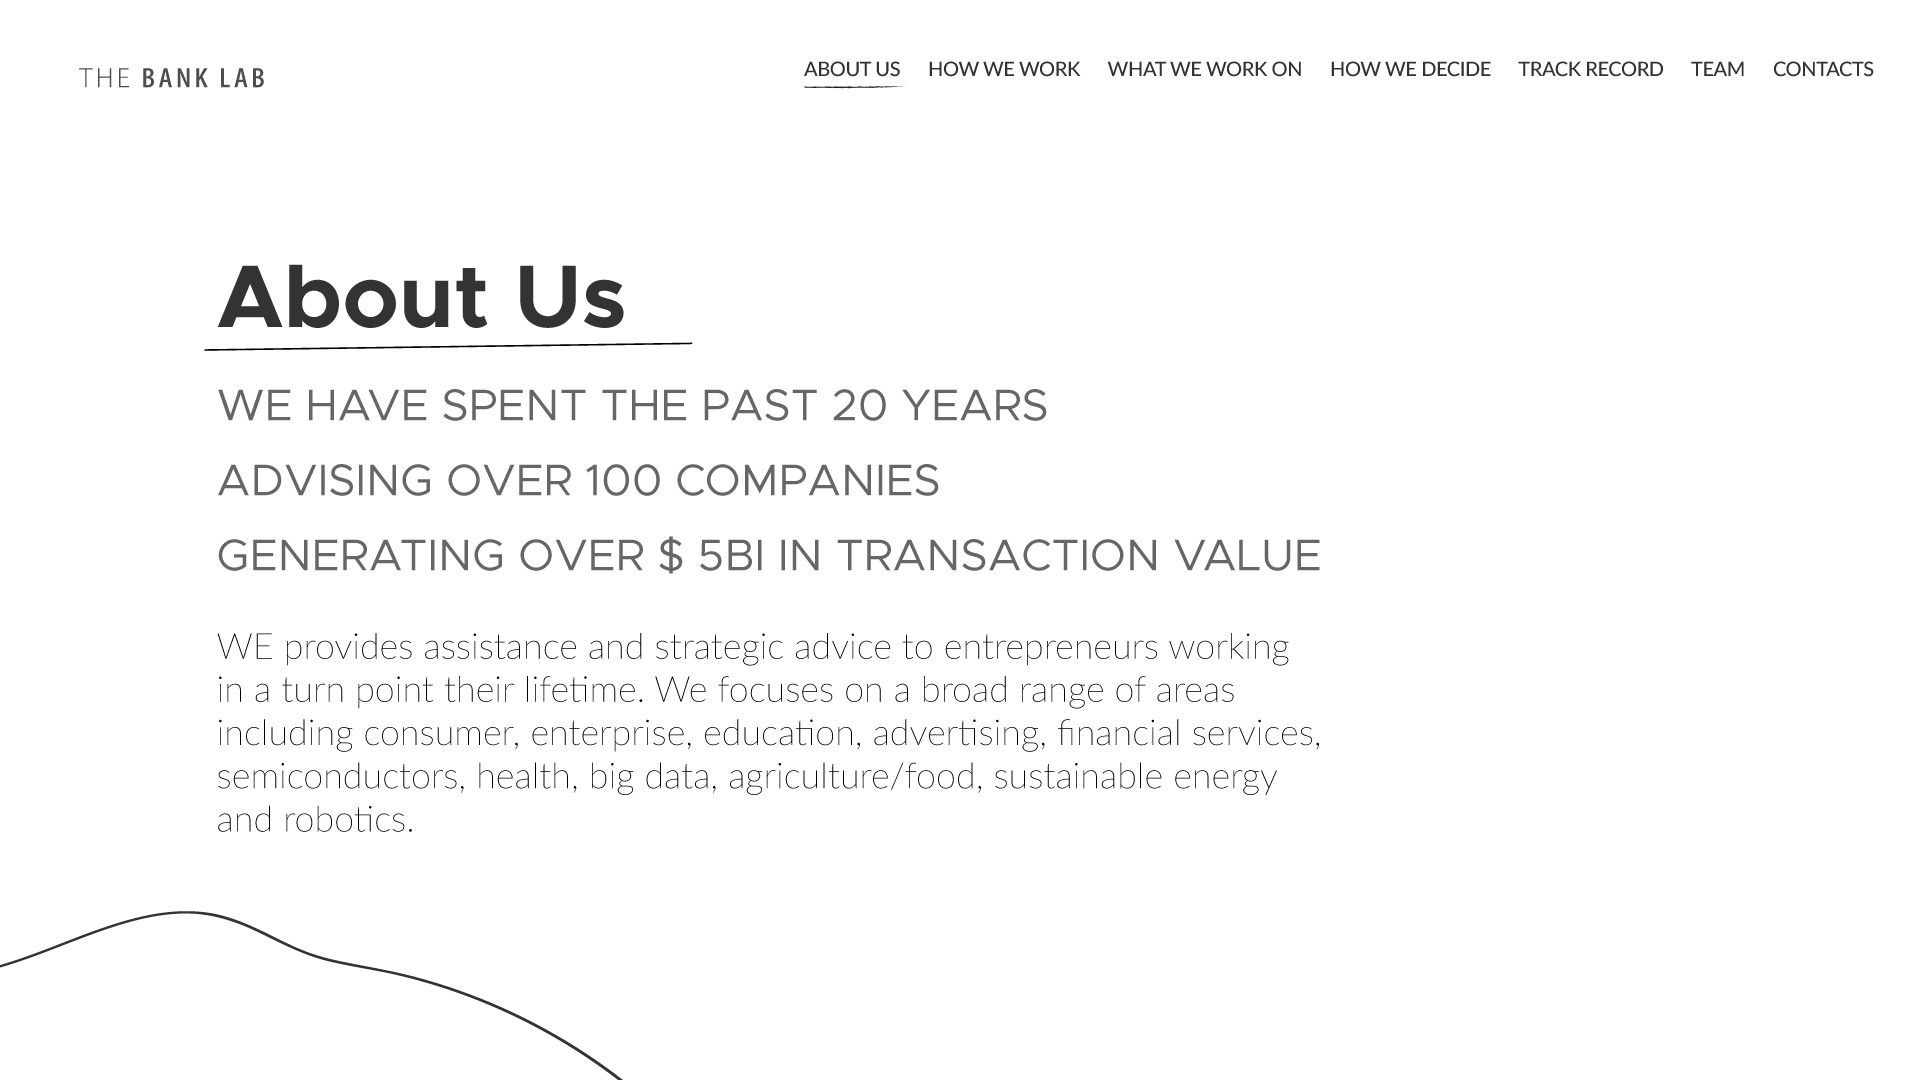 THE BANK LAB
ABOUT US HOW WE WORK WHAT WE WORK ON HOW WE DECIDE TRACK RECORD TEAM CONTACTS
About Us
WE HAVE SPENT THE PAST 20 YEARS
ADVISING OVER 100 COMPANIES
GENERATING OVER $ 5BI IN TRANSACTION VALUE
WE provides assistance and strategic advice to entrepreneurs working
in a turn point their lifetime. We focuses on a broad range of areas
including consumer, enterprise, education, advertising, financial services,
semiconductors, health, big data, agriculture/food, sustainable energy
and robotics.